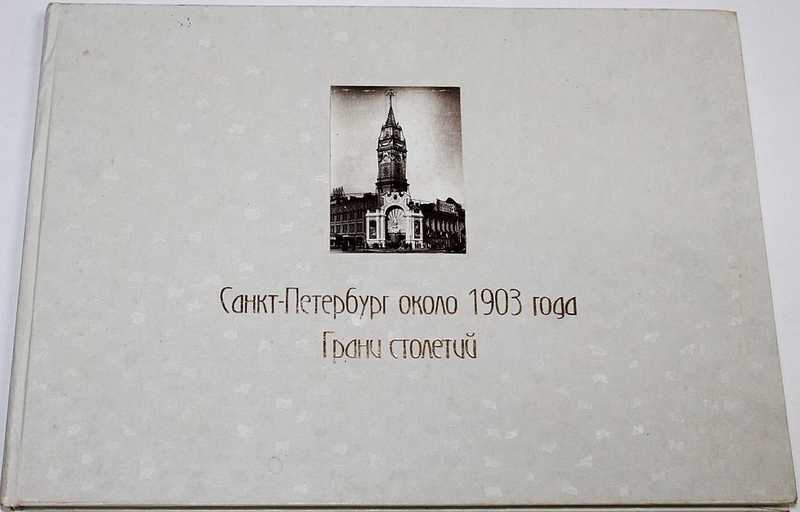 Санкт-Петербург около 1903 года
Грани столетий